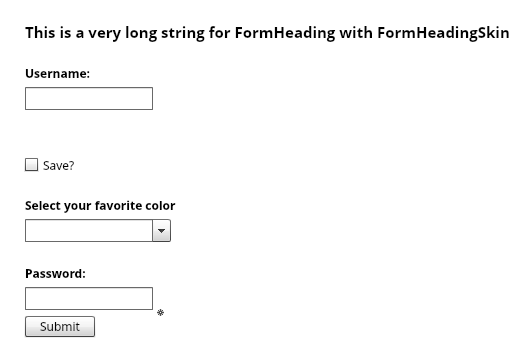 This is a very long string for FormHeading with FormHeadingSkin
Username:
Save?
Select your favorite color
Password:
Submit